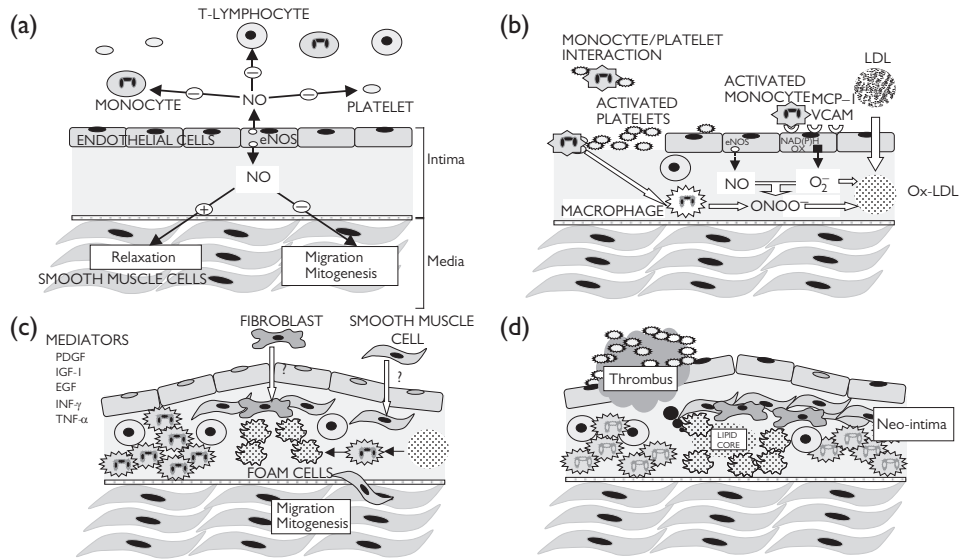 (a)
T-LYMPHOCYTE
MONOCYTE
NO
PLATELET
ENDOTHELIAL CELLS
eNOS
Intima
NO
Relaxation
Migration
Mitogenesis
SMOOTH MUSCLE CELLS
Media
(b)
MONOCYTE/PLATELET
INTERACTION
LDL
ACTIVATED
MONOCYTE
MCP–1
VCAM
ACTIVATED
PLATELETS
eNOS
NAD(P)H
OX
NO
O₂⁻
Ox-LDL
MACROPHAGE
ONOO⁻
(c)
MEDIATORS
PDGF
IGF-1
EGF
INF-γ
TNF-α
FIBROBLAST
SMOOTH MUSCLE
CELL
?
?
FOAM CELLS
Migration
Mitogenesis
(d)
Thrombus
LIPID
CORE
Neo-intima